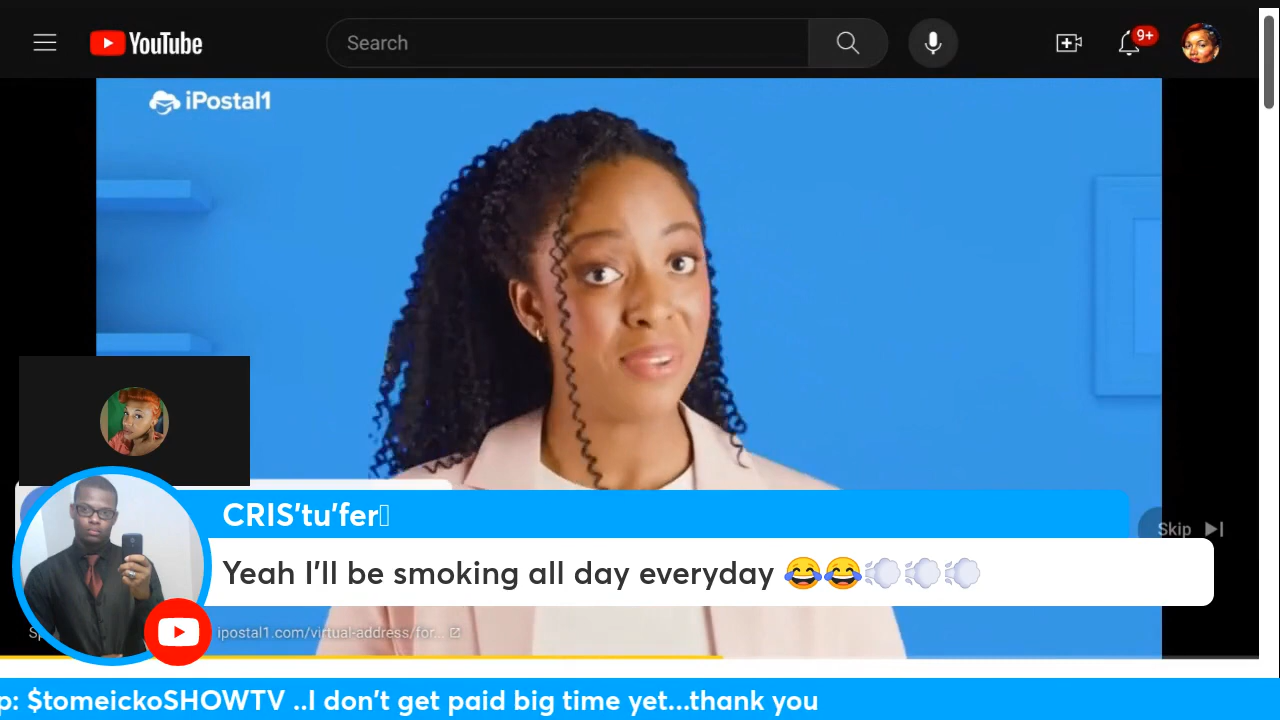 YouTube
Search
9+
iPostal1
CRIS'tu'fer
Skip
Yeah I'll be smoking all day everyday 😂😂💨💨💨
Sp
ipostal1.com/virtual-address/for...
p: $tomeickoSHOWTV ..I don't get paid big time yet...thank you